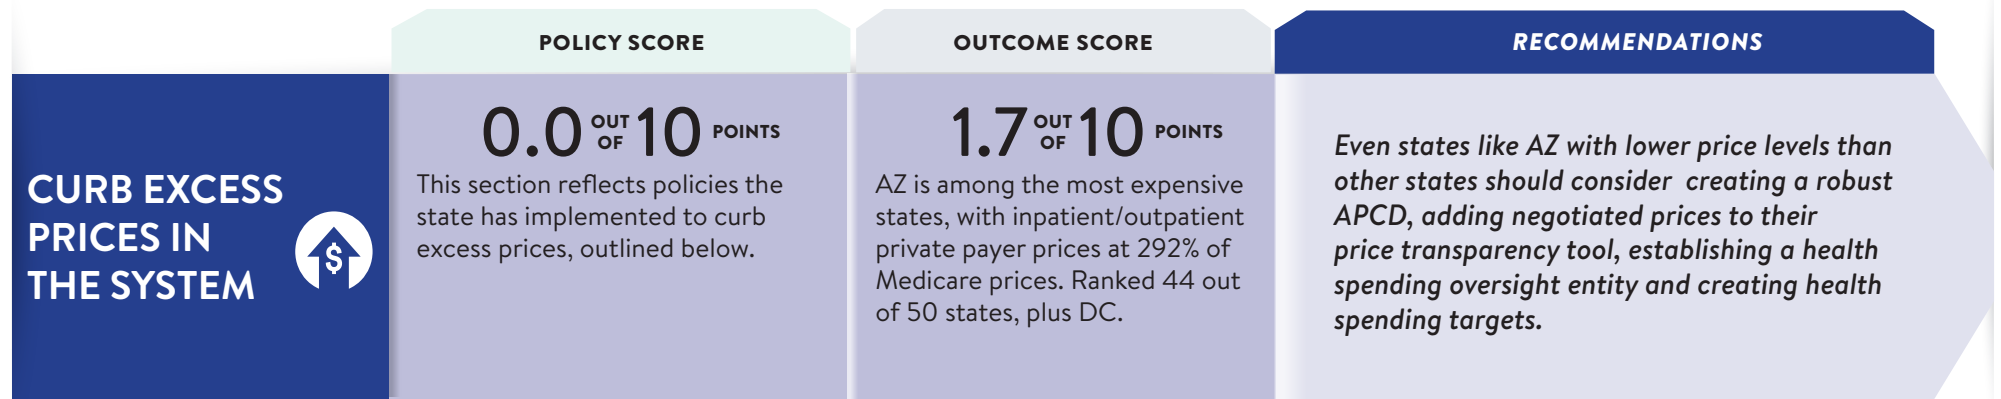 POLICY SCORE
OUTCOME SCORE
RECOMMENDATIONS
CURB EXCESS
PRICES IN
THE SYSTEM
$
0.0 OUT OF 10 POINTS
This section reflects policies the
state has implemented to curb
excess prices, outlined below.
1.7 OUT OF 10 POINTS
AZ is among the most expensive
states, with inpatient/outpatient
private payer prices at 292% of
Medicare prices. Ranked 44 out
of 50 states, plus DC.
Even states like AZ with lower price levels than
other states should consider creating a robust
APCD, adding negotiated prices to their
price transparency tool, establishing a health
spending oversight entity and creating health
spending targets.